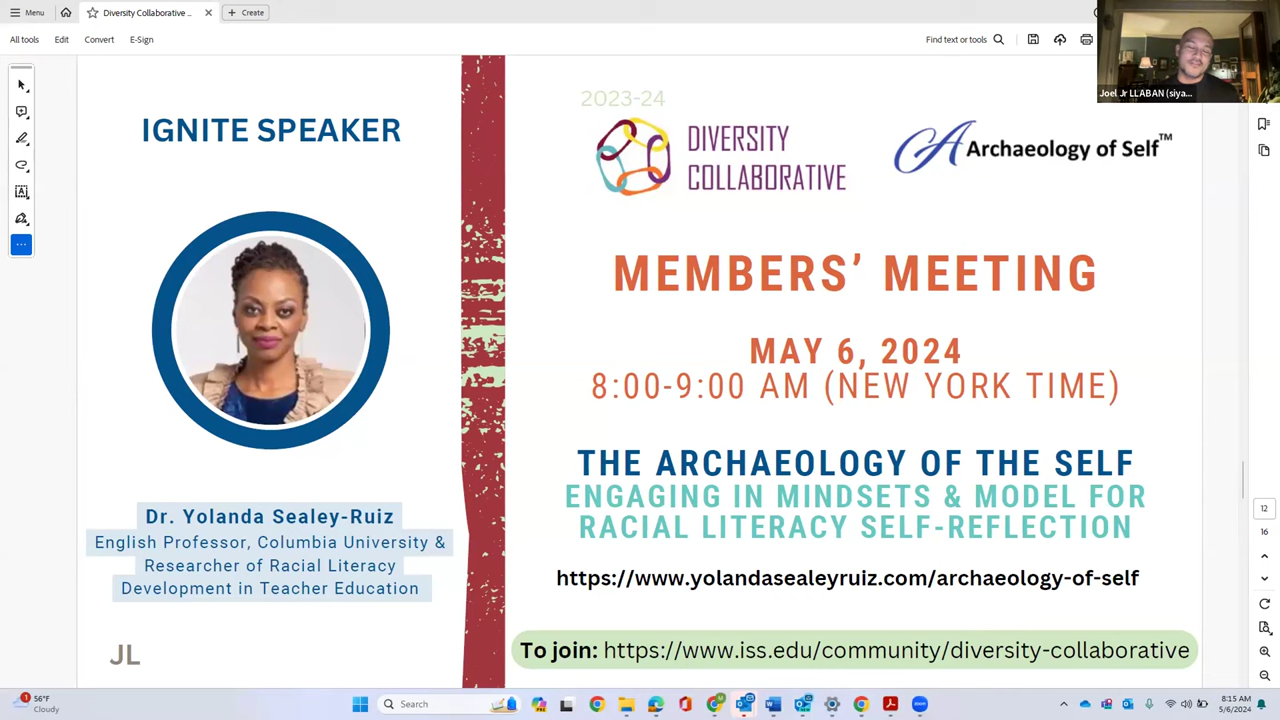 Menu
Diversity Collaborative ...
Create
All tools
Edit
Convert
E-Sign
Find text or tools
Joel Jr LLABAN (siya...
IGNITE SPEAKER
Dr. Yolanda Sealey-Ruiz
English Professor, Columbia University &
Researcher of Racial Literacy
Development in Teacher Education
JL
2023-24
DIVERSITY
COLLABORATIVE
A Archaeology of Self™
MEMBERS' MEETING
MAY 6, 2024
8:00-9:00 AM (NEW YORK TIME)
THE ARCHAEOLOGY OF THE SELF
ENGAGING IN MINDSETS & MODEL FOR
RACIAL LITERACY SELF-REFLECTION
https://www.yolandasealeyruiz.com/archaeology-of-self
To join: https://www.iss.edu/community/diversity-collaborative
12
16
1
56°F
Cloudy
Search
8:15 AM
5/6/2024